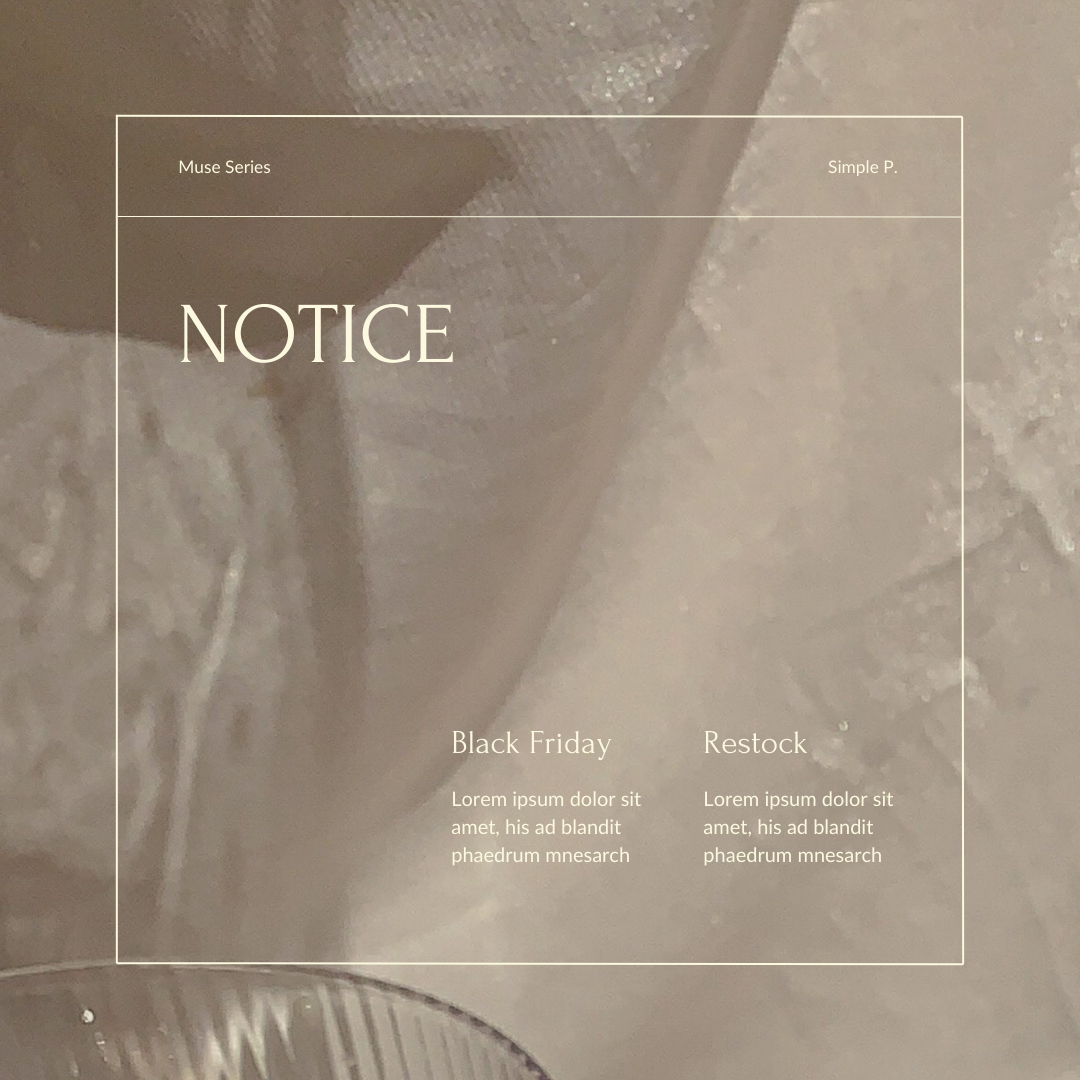 Muse Series
Simple P.
NOTICE
Black Friday
Lorem ipsum dolor sit
amet, his ad blandit
phaedrum mnesarch
Restock
Lorem ipsum dolor sit
amet, his ad blandit
phaedrum mnesarch